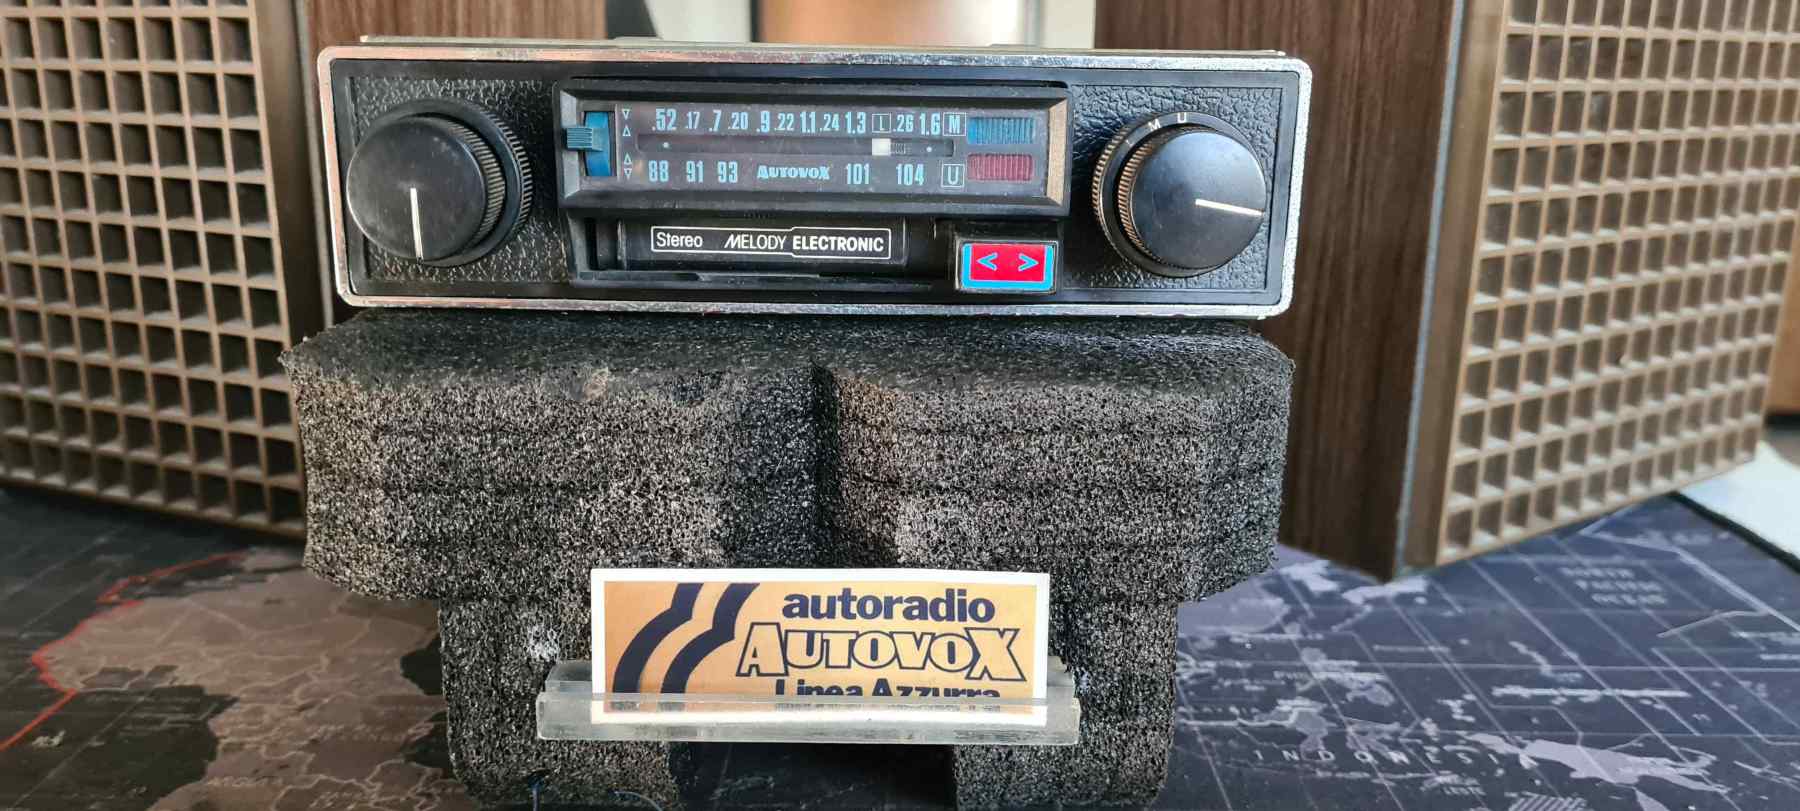 M U
.52 .17 .7 .20 .9 .22 1.1 .24 1.3 L .26 1.6 M
88 91 93 AUTOVOX 101 104 U
Stereo MELODY ELECTRONIC
< >
autoradio
AUTOVOX
Linea Azzurra
INDONESI